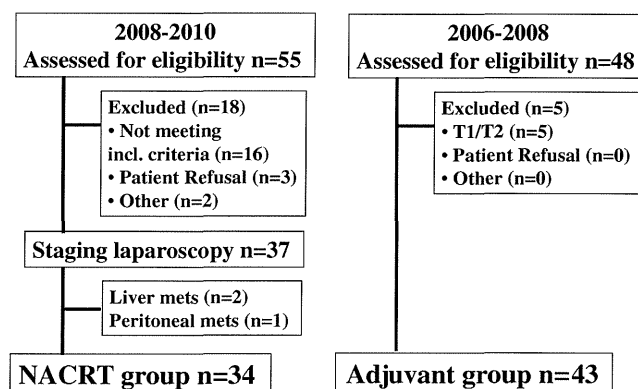 2008-2010
Assessed for eligibility n=55
Excluded (n=18)
• Not meeting
incl. criteria (n=16)
• Patient Refusal (n=3)
• Other (n=2)
Staging laparoscopy n=37
Liver mets (n=2)
Peritoneal mets (n=1)
NACRT group n=34
2006-2008
Assessed for eligibility n=48
Excluded (n=5)
• T1/T2 (n=5)
• Patient Refusal (n=0)
• Other (n=0)
Adjuvant group n=43